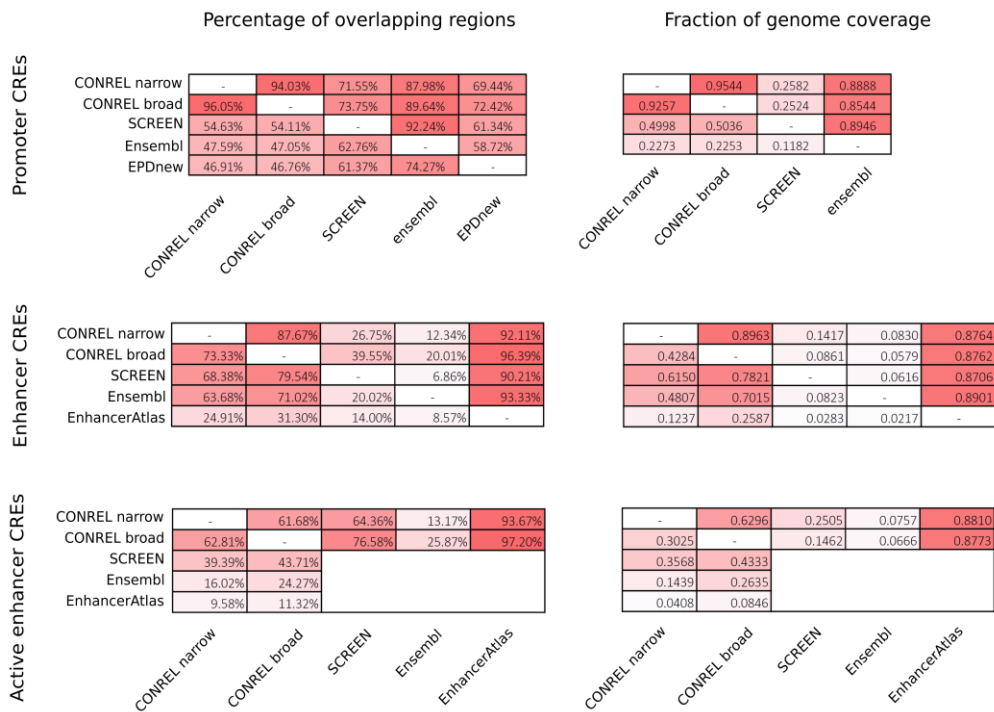 Percentage of overlapping regions
Fraction of genome coverage
Promoter CREs
CONREL narrow - 94.03% 71.55% 87.98% 69.44%
CONREL broad 96.05% - 73.75% 89.64% 72.42%
SCREEN 54.63% 54.11% - 92.24% 61.34%
Ensembl 47.59% 47.05% 62.76% - 58.72%
EPDnew 46.91% 46.76% 61.37% 74.27% -
CONREL narrow CONREL broad SCREEN ensembl EPDnew
- 0.9544 0.2582 0.8888
0.9257 - 0.2524 0.8544
0.4998 0.5036 - 0.8946
0.2273 0.2253 0.1182 -
CONREL narrow CONREL broad SCREEN ensembl
Enhancer CREs
CONREL narrow - 87.67% 26.75% 12.34% 92.11%
CONREL broad 73.33% - 39.55% 20.01% 96.39%
SCREEN 68.38% 79.54% - 6.86% 90.21%
Ensembl 63.68% 71.02% 20.02% - 93.33%
EnhancerAtlas 24.91% 31.30% 14.00% 8.57% -
- 0.8963 0.1417 0.0830 0.8764
0.4284 - 0.0861 0.0579 0.8762
0.6150 0.7821 - 0.0616 0.8706
0.4807 0.7015 0.0823 - 0.8901
0.1237 0.2587 0.0283 0.0217 -
Active enhancer CREs
CONREL narrow - 61.68% 64.36% 13.17% 93.67%
CONREL broad 62.81% - 76.58% 25.87% 97.20%
SCREEN 39.39% 43.71%
Ensembl 16.02% 24.27%
EnhancerAtlas 9.58% 11.32%
CONREL narrow CONREL broad SCREEN Ensembl EnhancerAtlas
- 0.6296 0.2505 0.0757 0.8810
0.3025 - 0.1462 0.0666 0.8773
0.3568 0.4333
0.1439 0.2635
0.0408 0.0846
CONREL narrow CONREL broad SCREEN Ensembl EnhancerAtlas